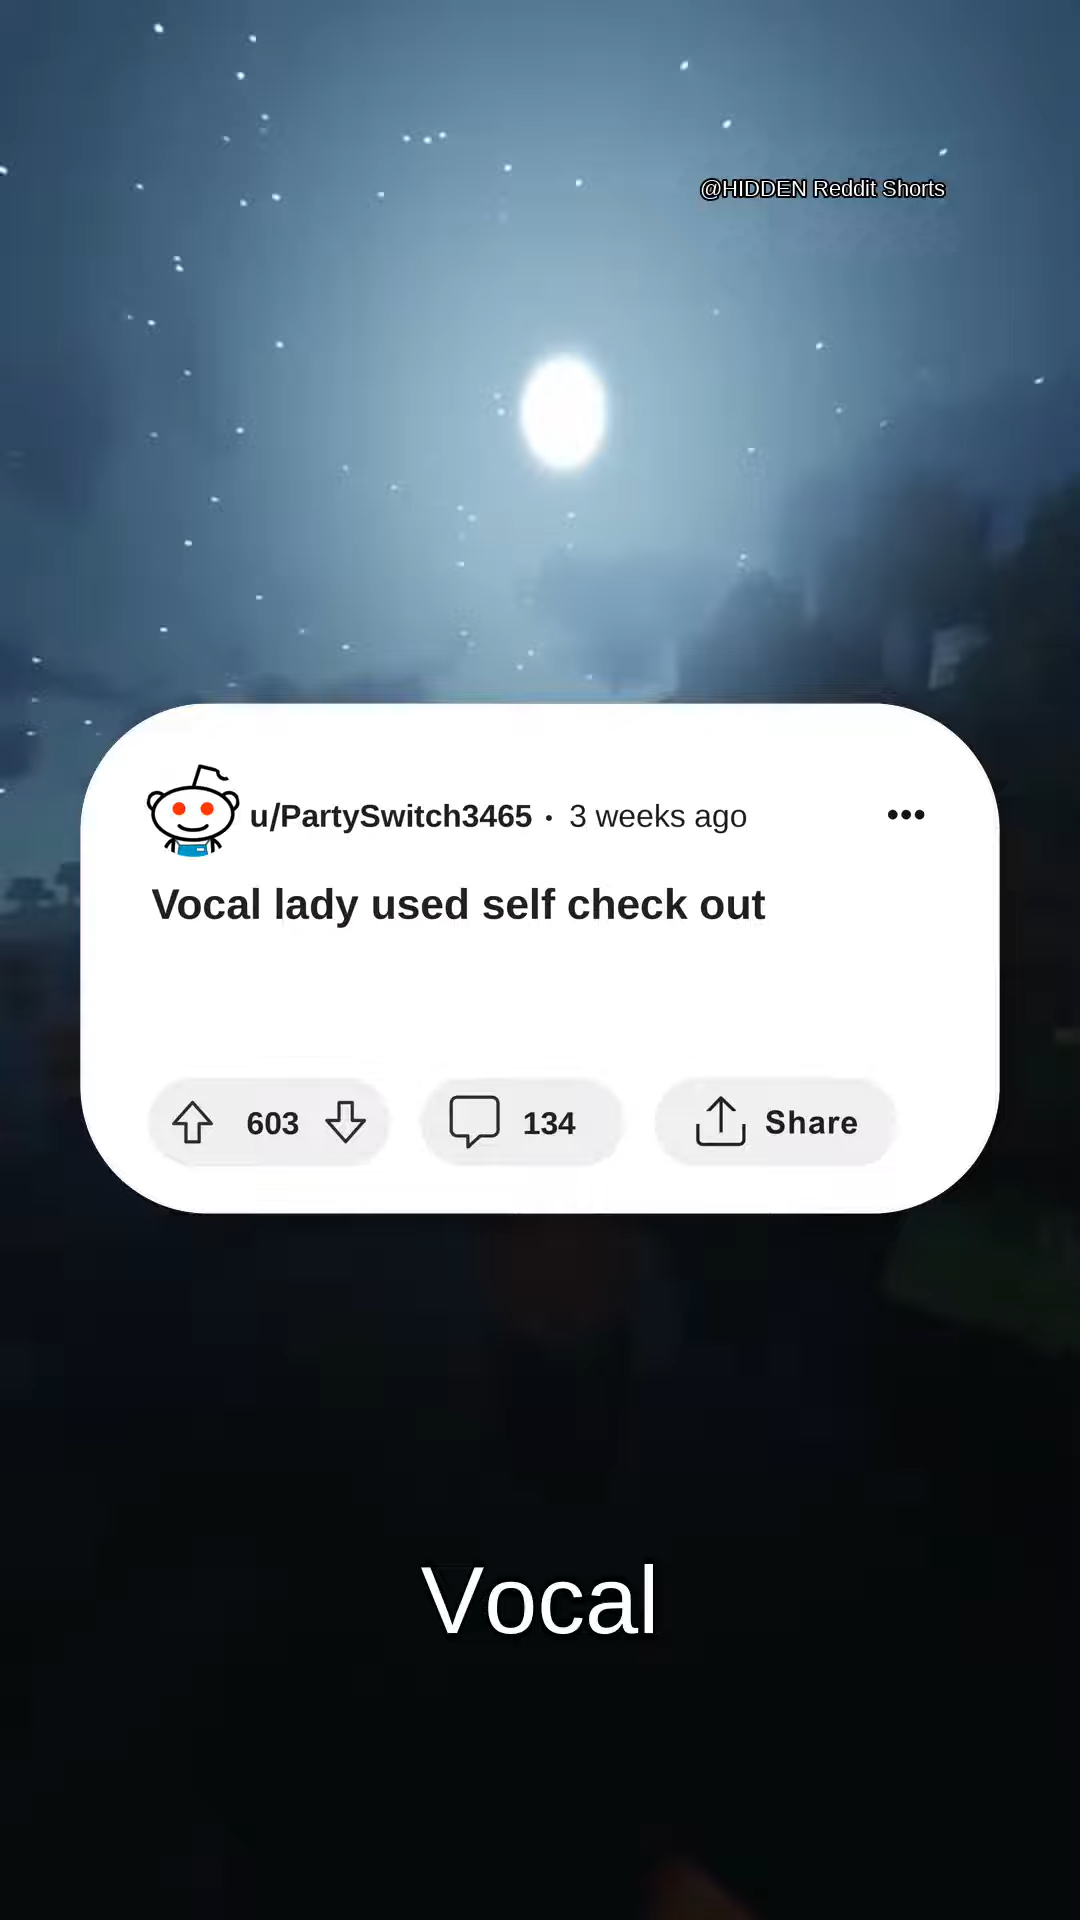 @HIDDEN Reddit Shorts
u/PartySwitch3465 • 3 weeks ago
Vocal lady used self check out
603 134 Share
Vocal